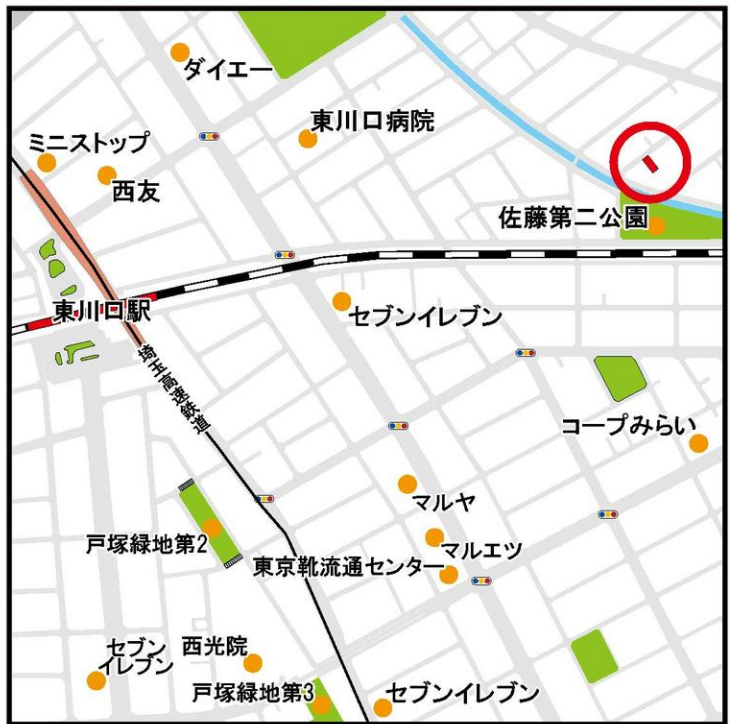 ダイエー
ミニストップ
東川口病院
西友
佐藤第二公園
東川口駅
セブンイレブン
埼玉高速鉄道
コープみらい
マルヤ
戸塚緑地第2
マルエツ
東京靴流通センター
セブン
イレブン
西光院
戸塚緑地第3
セブンイレブン